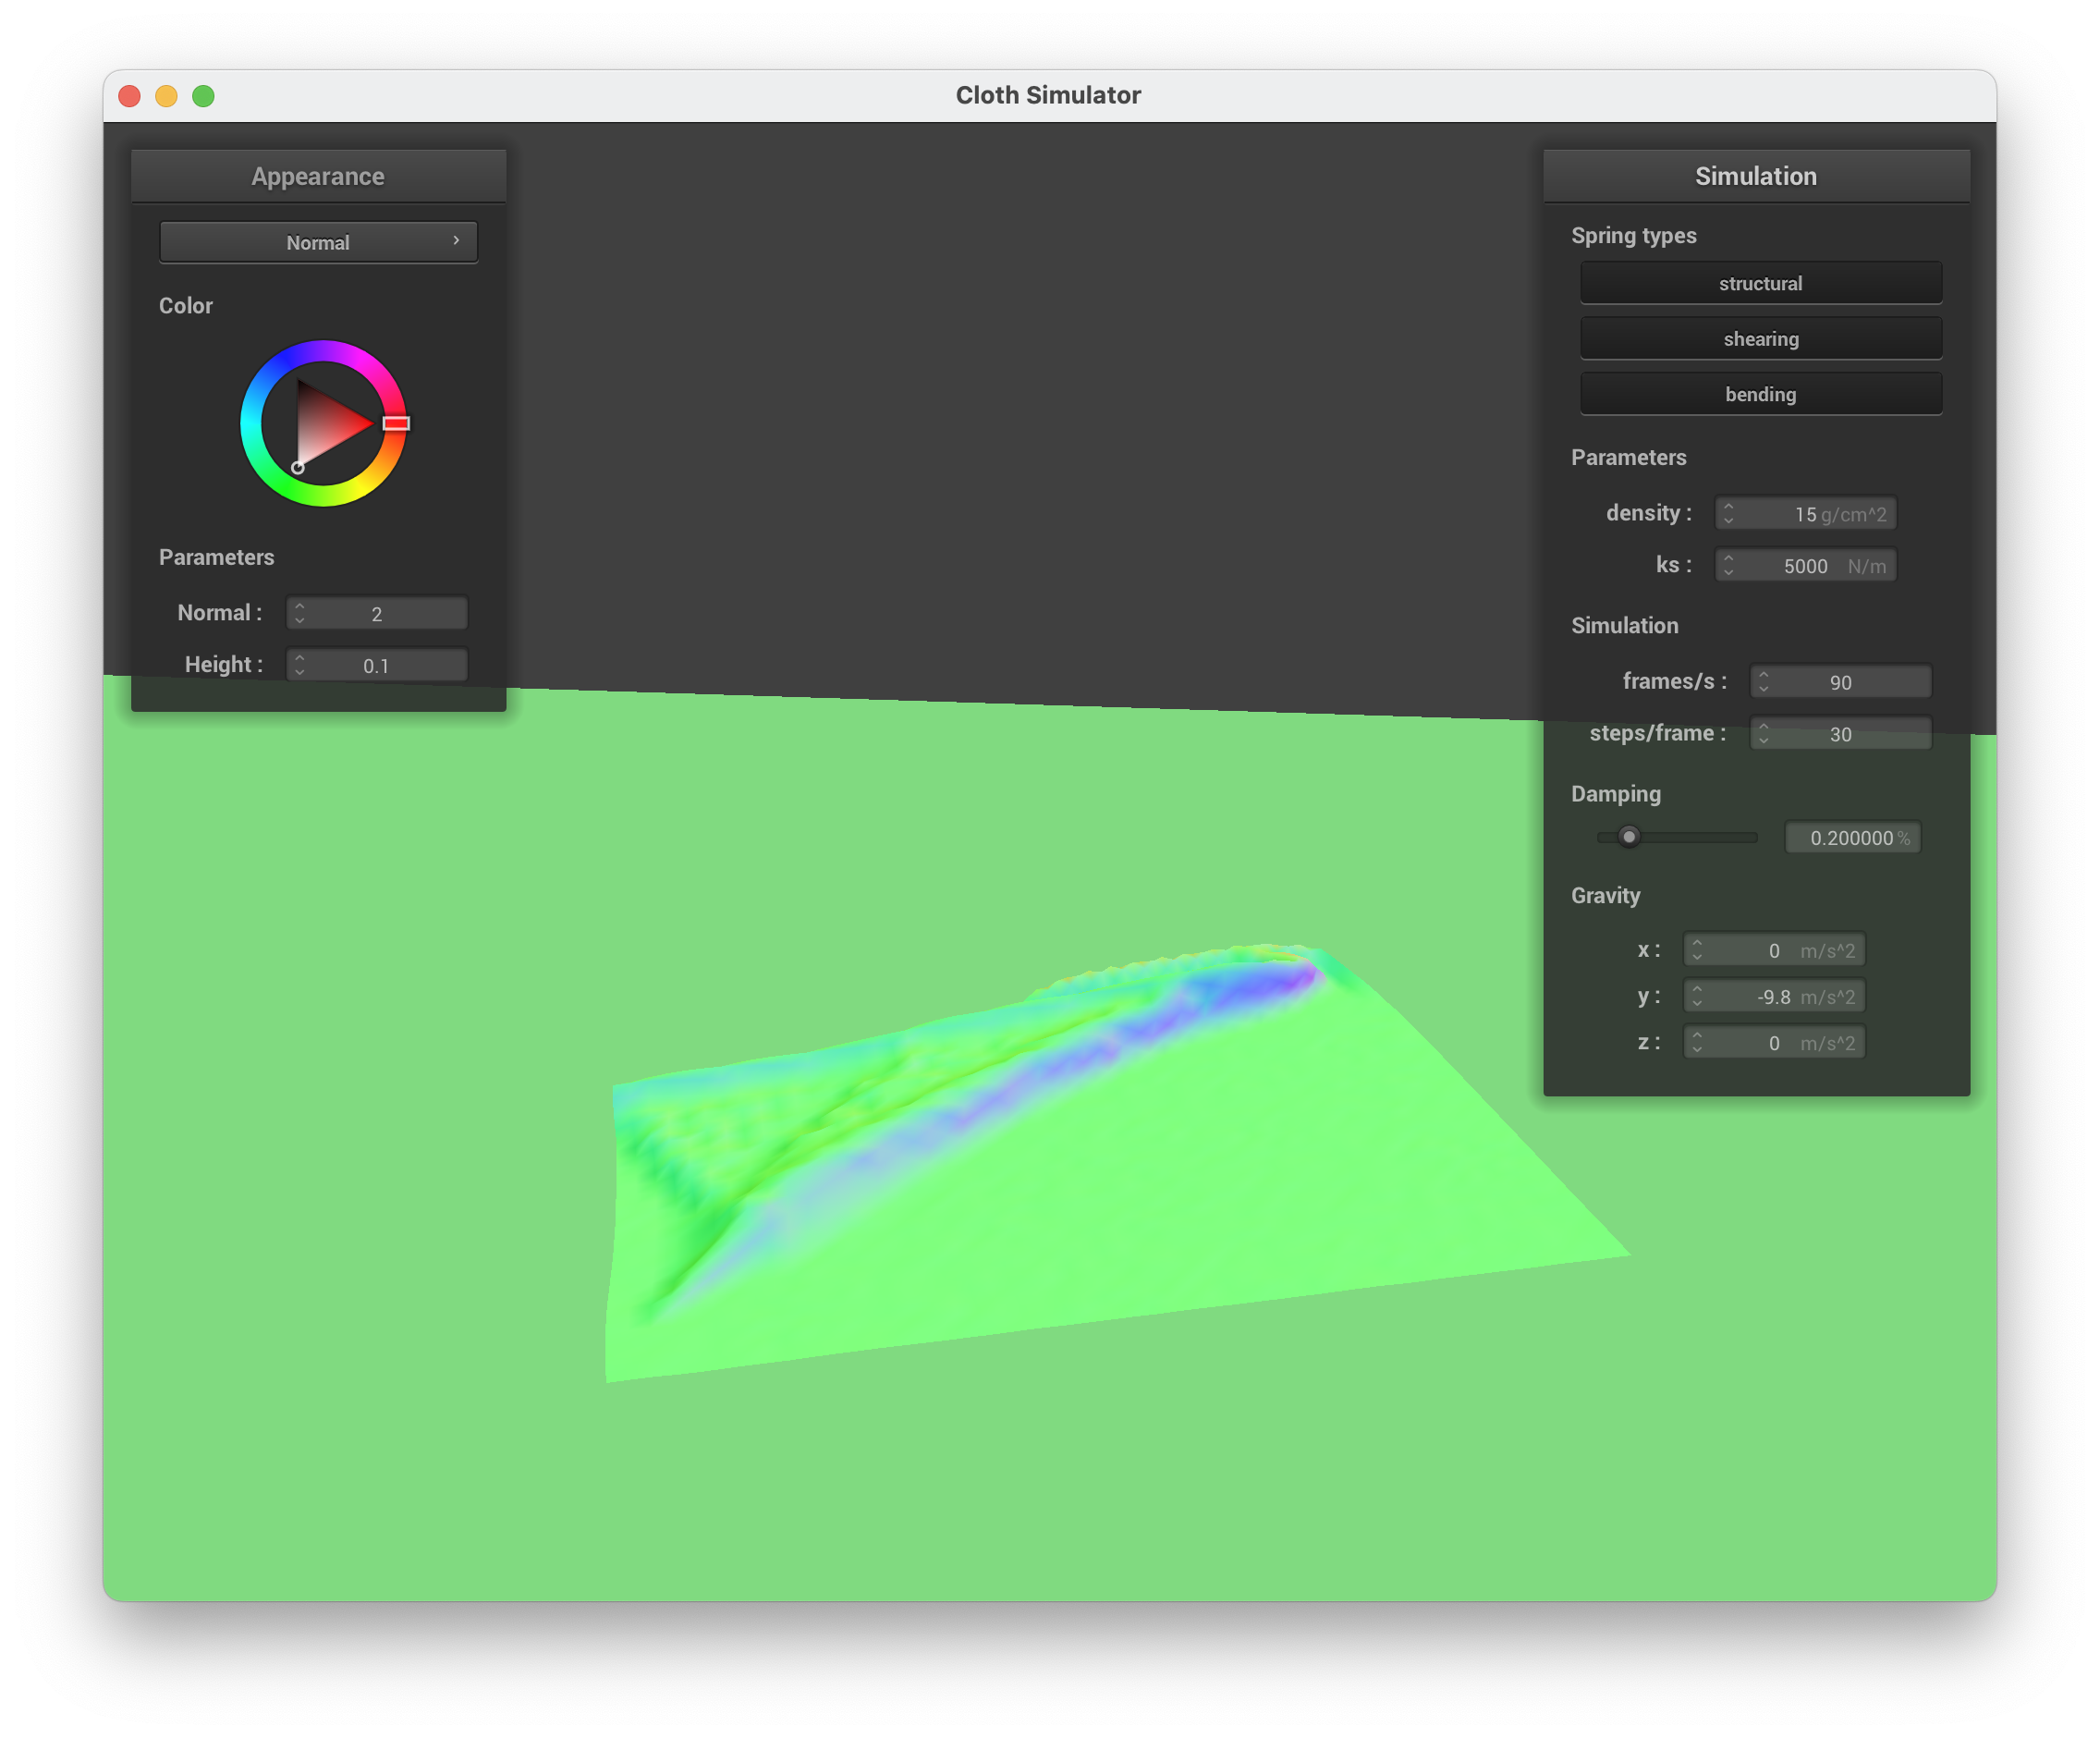 Cloth Simulator
Appearance
Normal
Color
Parameters
Normal : 2
Height : 0.1
Simulation
Spring types
structural
shearing
bending
Parameters
density : 15 g/cm^2
ks : 5000 N/m
Simulation
frames/s : 90
steps/frame : 30
Damping
0.200000 %
Gravity
x : 0 m/s^2
y : -9.8 m/s^2
z : 0 m/s^2